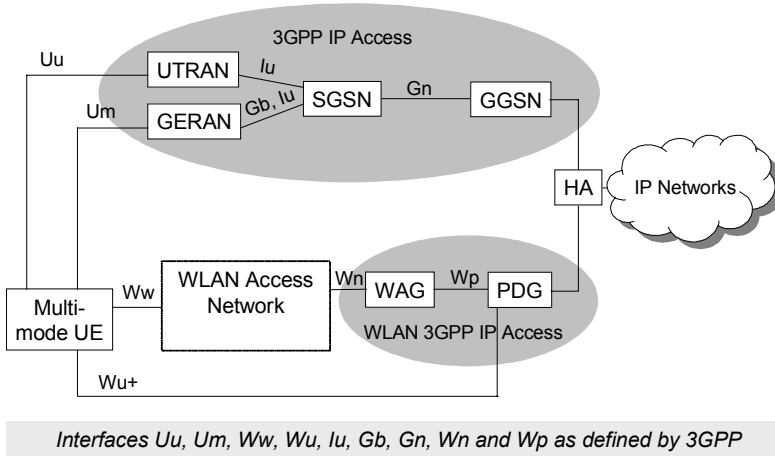 3GPP IP Access
Uu
UTRAN
Iu
SGSN
Gn
GGSN
Um
GERAN
Gb, Iu
HA
IP Networks
Multi-
mode UE
Ww
WLAN Access
Network
Wn
WAG
Wp
PDG
WLAN 3GPP IP Access
Wu+
Interfaces Uu, Um, Ww, Wu, Iu, Gb, Gn, Wn and Wp as defined by 3GPP